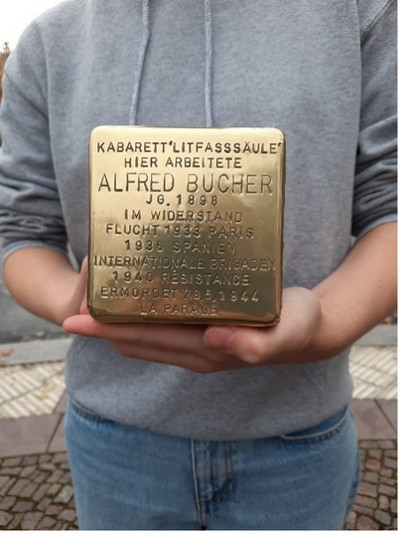 KABARETT "LITFASSSÄULE"
HIER ARBEITETE
ALFRED BUCHER
JG. 1898
IM WIDERSTAND
FLUCHT 1933 PARIS
1936 SPANIEN
INTERNATIONALE BRIGADEN
1940 RÉSISTANCE
ERMORDET 28.5.1944
LA PARADE